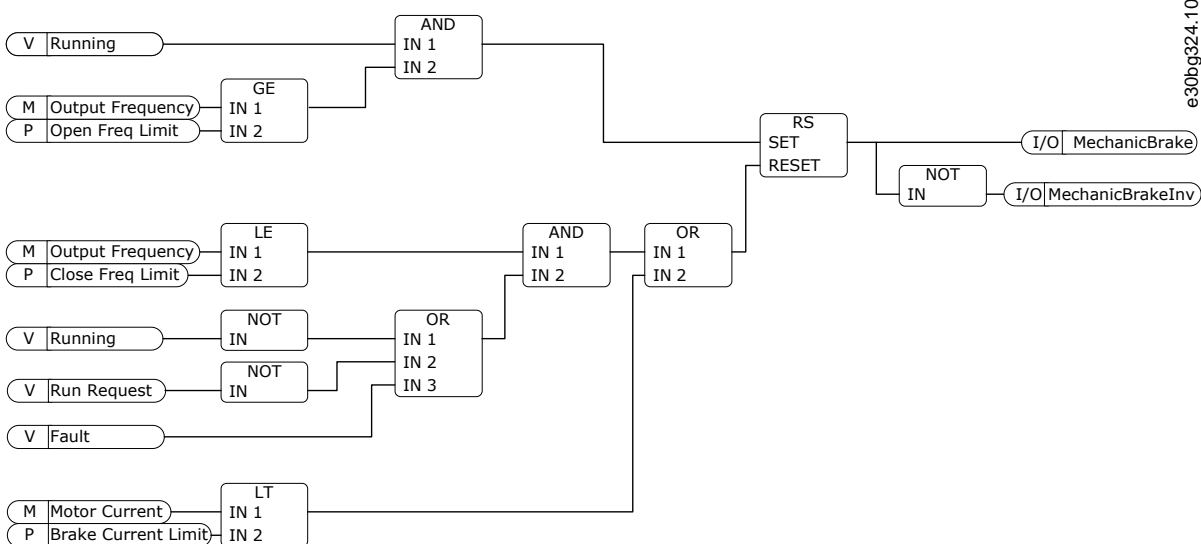 e30bg324.10
AND
V Running
IN 1
IN 2
GE
M Output Frequency
IN 1
P Open Freq Limit
IN 2
RS
SET
RESET
I/O MechanicBrake
NOT
IN
I/O MechanicBrakeInv
LE
M Output Frequency
IN 1
P Close Freq Limit
IN 2
AND
IN 1
IN 2
OR
IN 1
IN 2
NOT
V Running
IN
OR
IN 1
IN 2
IN 3
NOT
V Run Request
IN
V Fault
LT
M Motor Current
IN 1
P Brake Current Limit
IN 2